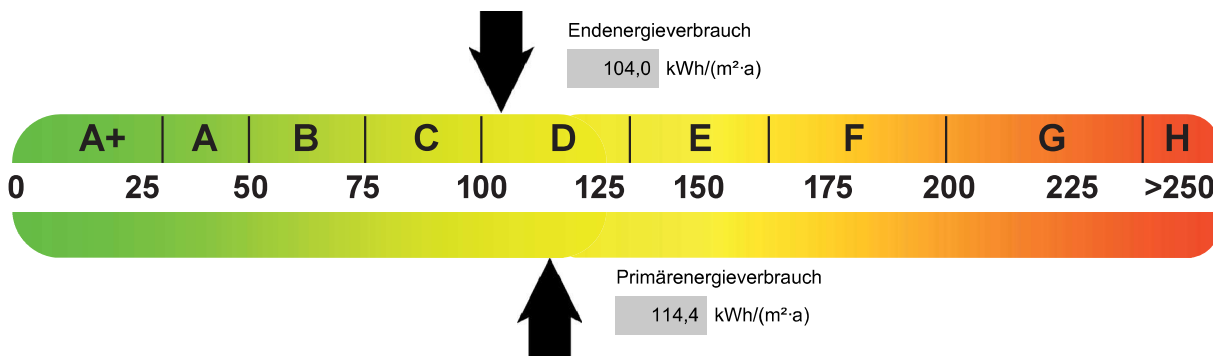 Endenergieverbrauch
104,0 kWh/(m²·a)
A+ A B C D E F G H
0 25 50 75 100 125 150 175 200 225 >250
Primärenergieverbrauch
114,4 kWh/(m²·a)